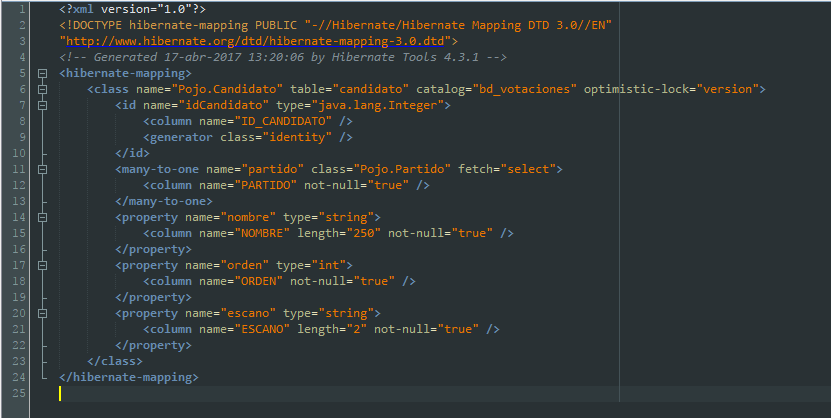 1 <?xml version="1.0"?>
2 <!DOCTYPE hibernate-mapping PUBLIC "-//Hibernate/Hibernate Mapping DTD 3.0//EN"
3 "http://www.hibernate.org/dtd/hibernate-mapping-3.0.dtd">
4 <!-- Generated 17-abr-2017 13:20:06 by Hibernate Tools 4.3.1 -->
5 <hibernate-mapping>
6     <class name="Pojo.Candidato" table="candidato" catalog="bd_votaciones" optimistic-lock="version">
7         <id name="idCandidato" type="java.lang.Integer">
8             <column name="ID_CANDIDATO" />
9             <generator class="identity" />
10         </id>
11         <many-to-one name="partido" class="Pojo.Partido" fetch="select">
12             <column name="PARTIDO" not-null="true" />
13         </many-to-one>
14         <property name="nombre" type="string">
15             <column name="NOMBRE" length="250" not-null="true" />
16         </property>
17         <property name="orden" type="int">
18             <column name="ORDEN" not-null="true" />
19         </property>
20         <property name="escano" type="string">
21             <column name="ESCANO" length="2" not-null="true" />
22         </property>
23     </class>
24 </hibernate-mapping>
25